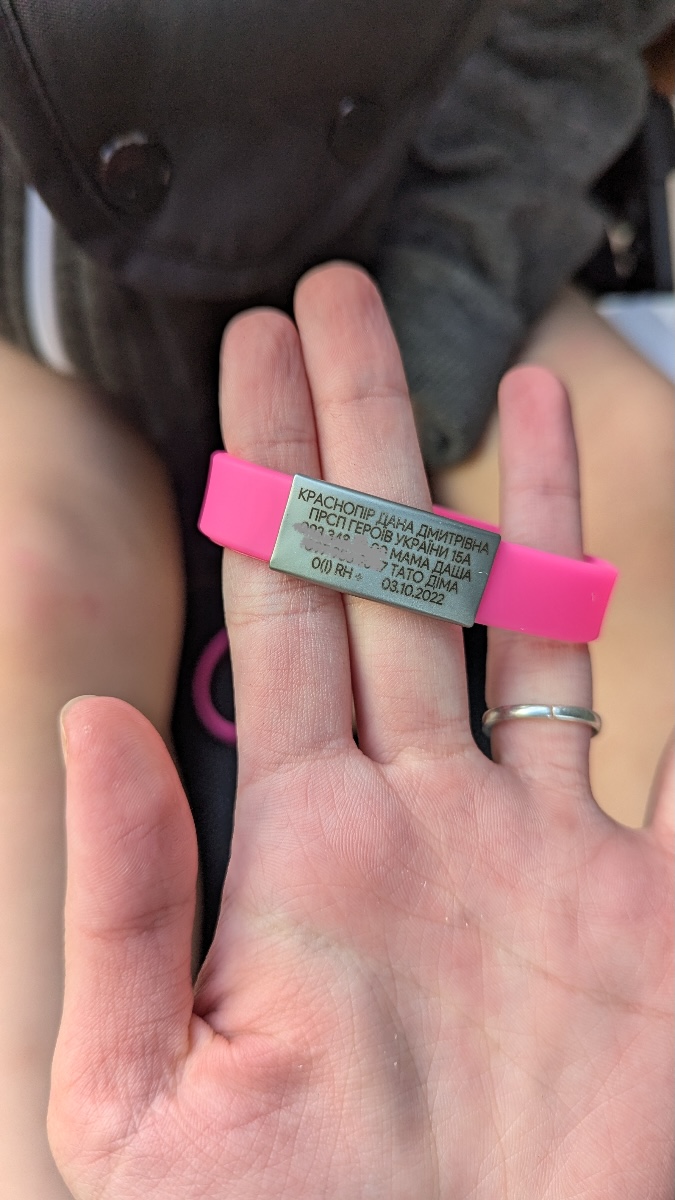 КРАСНОПІР ДАНА ДМИТРІВНА
ПРСП ГЕРОЇВ УКРАЇНИ 15А
МАМА ДАША
ТАТО ДІМА
0(I) RH + 03.10.2022